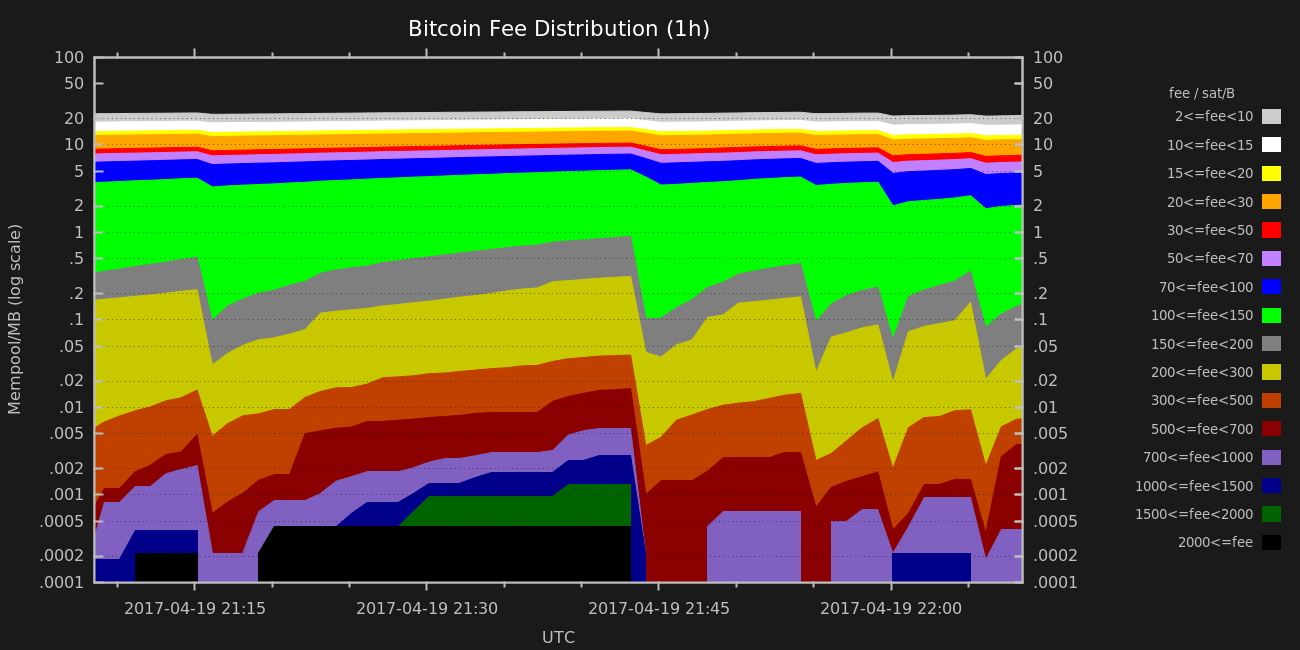 Bitcoin Fee Distribution (1h)
Mempool/MB (log scale)
100
50
20
10
5
2
1
.5
.2
.1
.05
.02
.01
.005
.002
.001
.0005
.0002
.0001
100
50
20
10
5
2
1
.5
.2
.1
.05
.02
.01
.005
.002
.001
.0005
.0002
.0001
fee / sat/B
2<=fee<10
10<=fee<15
15<=fee<20
20<=fee<30
30<=fee<50
50<=fee<70
70<=fee<100
100<=fee<150
150<=fee<200
200<=fee<300
300<=fee<500
500<=fee<700
700<=fee<1000
1000<=fee<1500
1500<=fee<2000
2000<=fee
2017-04-19 21:15
2017-04-19 21:30
2017-04-19 21:45
2017-04-19 22:00
UTC